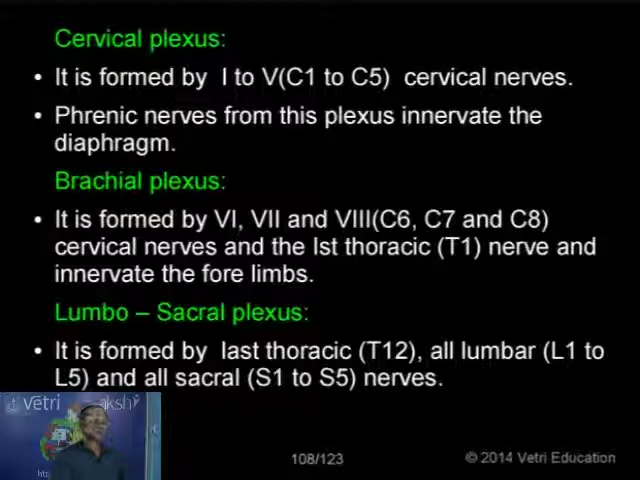 Cervical plexus:
• It is formed by I to V(C1 to C5) cervical nerves.
• Phrenic nerves from this plexus innervate the
diaphragm.
Brachial plexus:
• It is formed by VI, VII and VIII(C6, C7 and C8)
cervical nerves and the Ist thoracic (T1) nerve and
innervate the fore limbs.
Lumbo – Sacral plexus:
• It is formed by last thoracic (T12), all lumbar (L1 to
L5) and all sacral (S1 to S5) nerves.
vetri
108/123
© 2014 Vetri Education